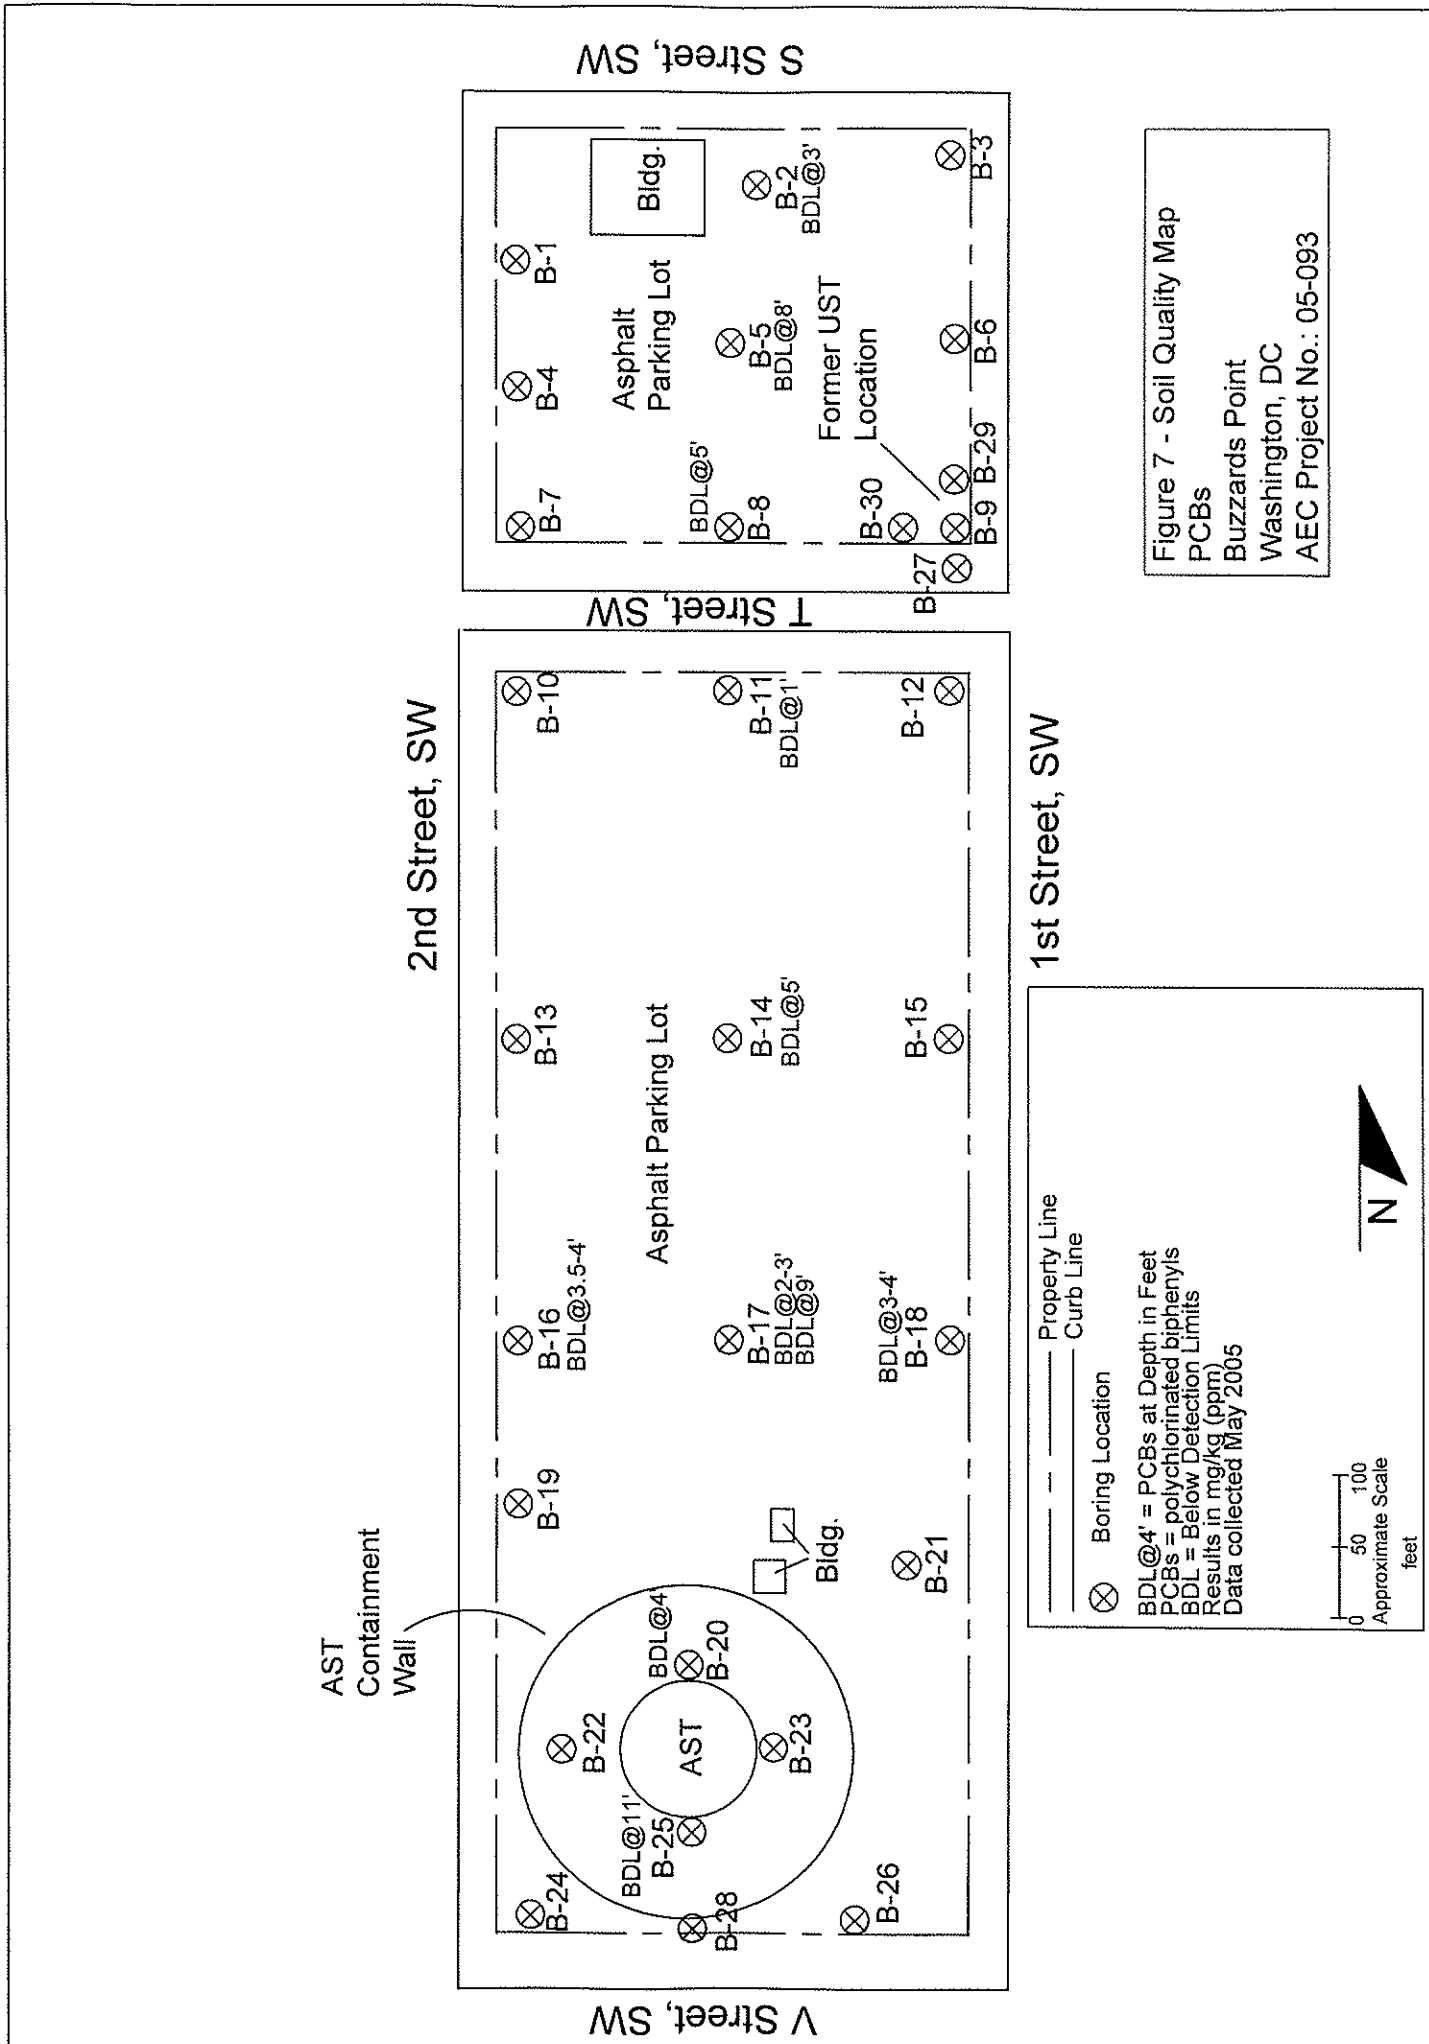 2nd Street, SW
S Street, SW
T Street, SW
V Street, SW
1st Street, SW
AST
Containment
Wall
B-24
B-22
B-19
B-16
BDL@3.5-4'
B-13
B-10
B-7
B-4
B-1
Asphalt Parking Lot
Asphalt
Parking Lot
Bldg.
BDL@11'
B-25
AST
BDL@4
B-20
B-28
B-23
B-17
BDL@2-3'
BDL@9'
B-14
BDL@5'
B-11
BDL@1'
BDL@5'
B-8
B-5
BDL@8'
B-2
BDL@3'
Bldg.
Former UST
Location
B-26
B-21
BDL@3-4'
B-18
B-15
B-12
B-27
B-30
B-9
B-29
B-6
B-3
Property Line
Curb Line
Boring Location
BDL@4' = PCBs at Depth in Feet
PCBs = polychlorinated biphenyls
BDL = Below Detection Limits
Results in mg/kg (ppm)
Data collected May 2005
0 50 100
Approximate Scale
feet
N
Figure 7 - Soil Quality Map
PCBs
Buzzards Point
Washington, DC
AEC Project No.: 05-093